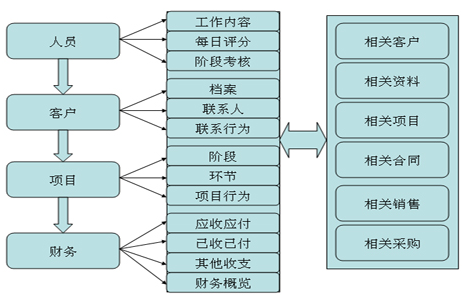 人员
工作内容
每日评分
阶段考核
客户
档案
联系人
联系行为
项目
阶段
环节
项目行为
财务
应收应付
已收已付
其他收支
财务概览
相关客户
相关资料
相关项目
相关合同
相关销售
相关采购